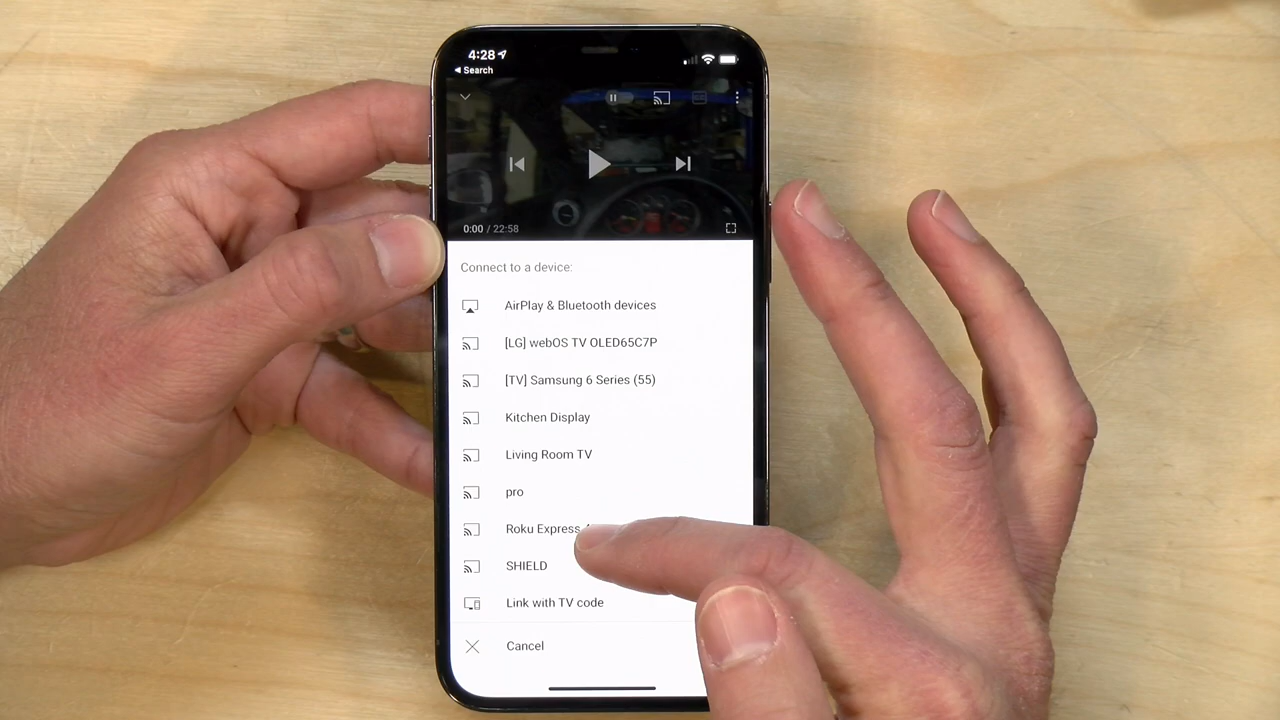 4:28
Search
0:00 / 22:58
Connect to a device:
AirPlay & Bluetooth devices
[LG] webOS TV OLED65C7P
[TV] Samsung 6 Series (55)
Kitchen Display
Living Room TV
pro
Roku Express
SHIELD
Link with TV code
Cancel